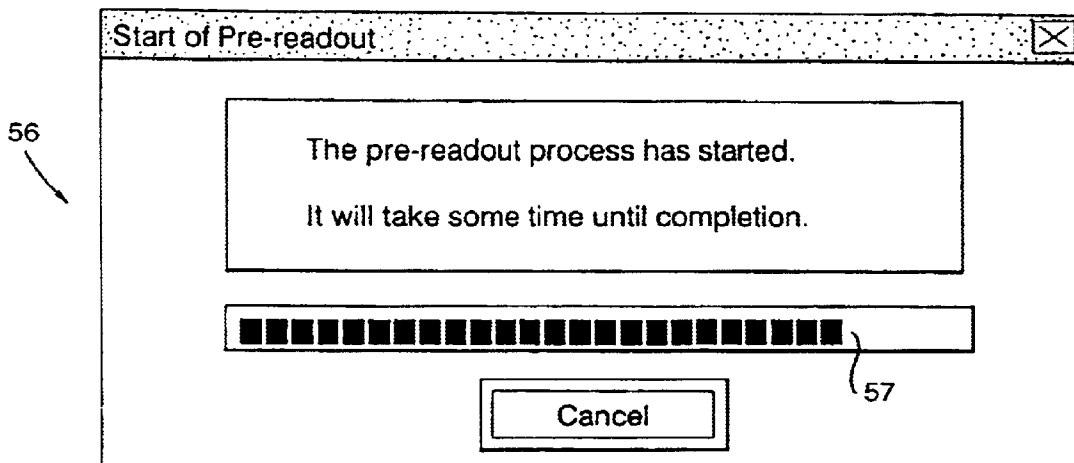 Start of Pre-readout
56
The pre-readout process has started.
It will take some time until completion.
57
Cancel